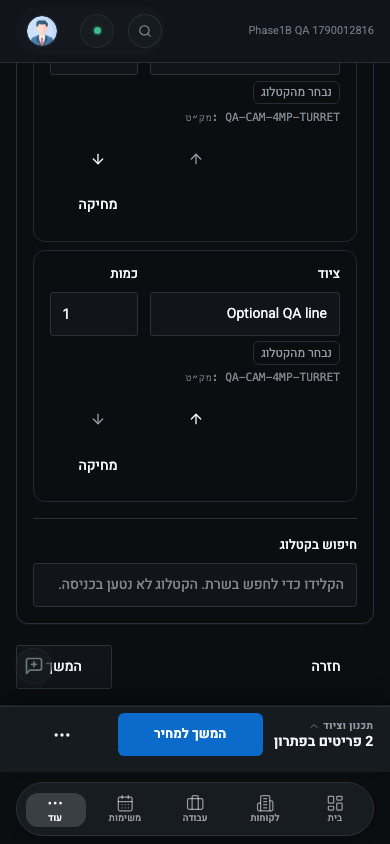 Phase1B QA 1790012816
נבחר מהקטלוג
מק״ט: QA-CAM-4MP-TURRET
מחיקה
ציוד
כמות
Optional QA line
1
נבחר מהקטלוג
מק״ט: QA-CAM-4MP-TURRET
מחיקה
חיפוש בקטלוג
הקלידו כדי לחפש בשרת. הקטלוג לא נטען בכניסה.
חזרה
המשך
תכנון וציוד
2 פריטים בפתרון
המשך למחיר
בית
לקוחות
עבודה
משימות
עוד